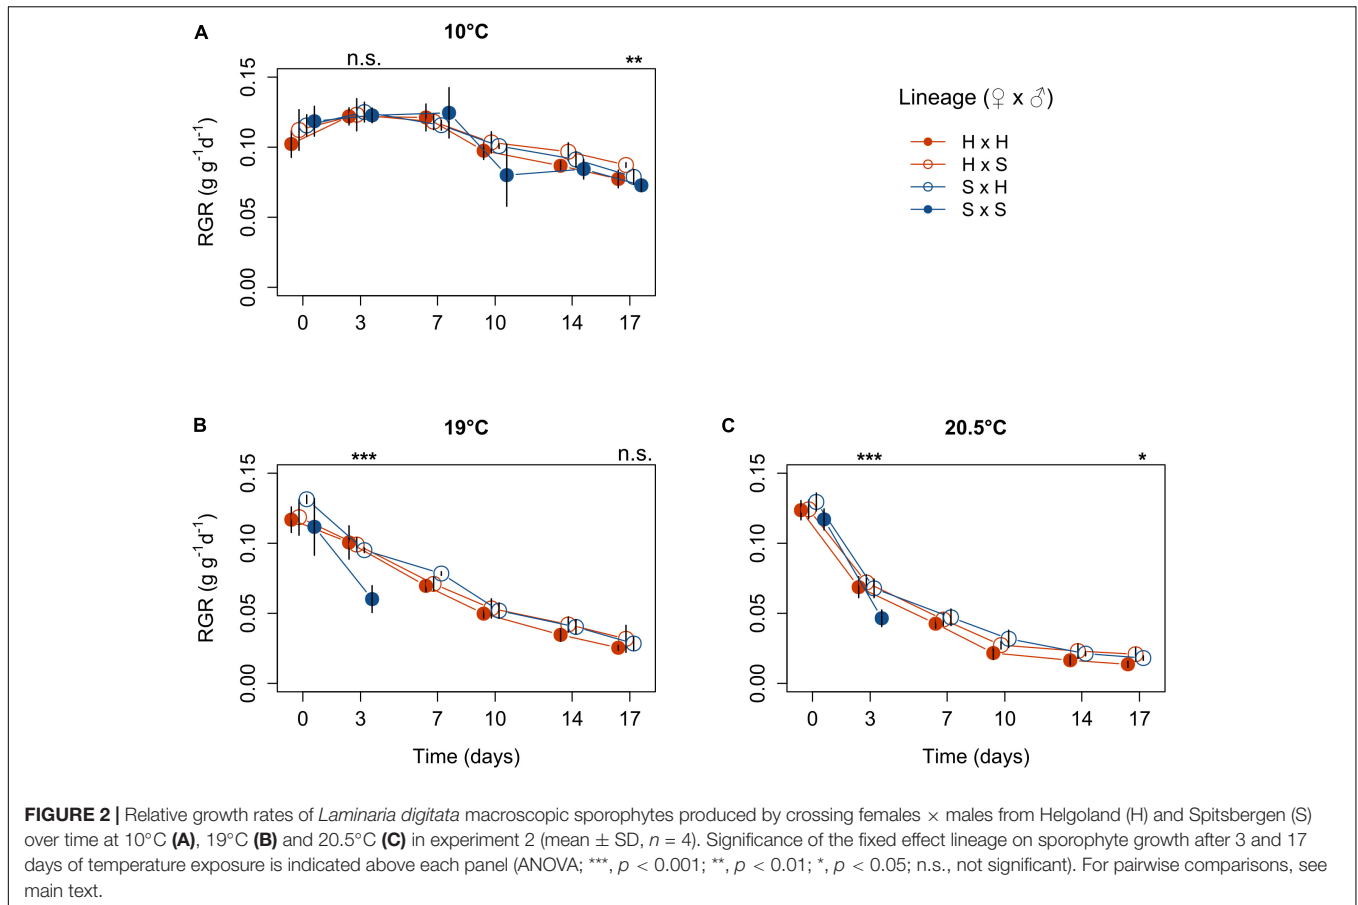 A
10°C
n.s.
**
RGR (g g⁻¹d⁻¹)
0.15
0.10
0.05
0.00
0 3 7 10 14 17
Lineage (♀ x ♂)
H x H
H x S
S x H
S x S
B
19°C
***
n.s.
RGR (g g⁻¹d⁻¹)
0.15
0.10
0.05
0.00
0 3 7 10 14 17
Time (days)
C
20.5°C
***
*
0.15
0.10
0.05
0.00
0 3 7 10 14 17
Time (days)
FIGURE 2 | Relative growth rates of Laminaria digitata macroscopic sporophytes produced by crossing females × males from Helgoland (H) and Spitsbergen (S)
over time at 10°C (A), 19°C (B) and 20.5°C (C) in experiment 2 (mean ± SD, n = 4). Significance of the fixed effect lineage on sporophyte growth after 3 and 17
days of temperature exposure is indicated above each panel (ANOVA; ***, p < 0.001; **, p < 0.01; *, p < 0.05; n.s., not significant). For pairwise comparisons, see
main text.